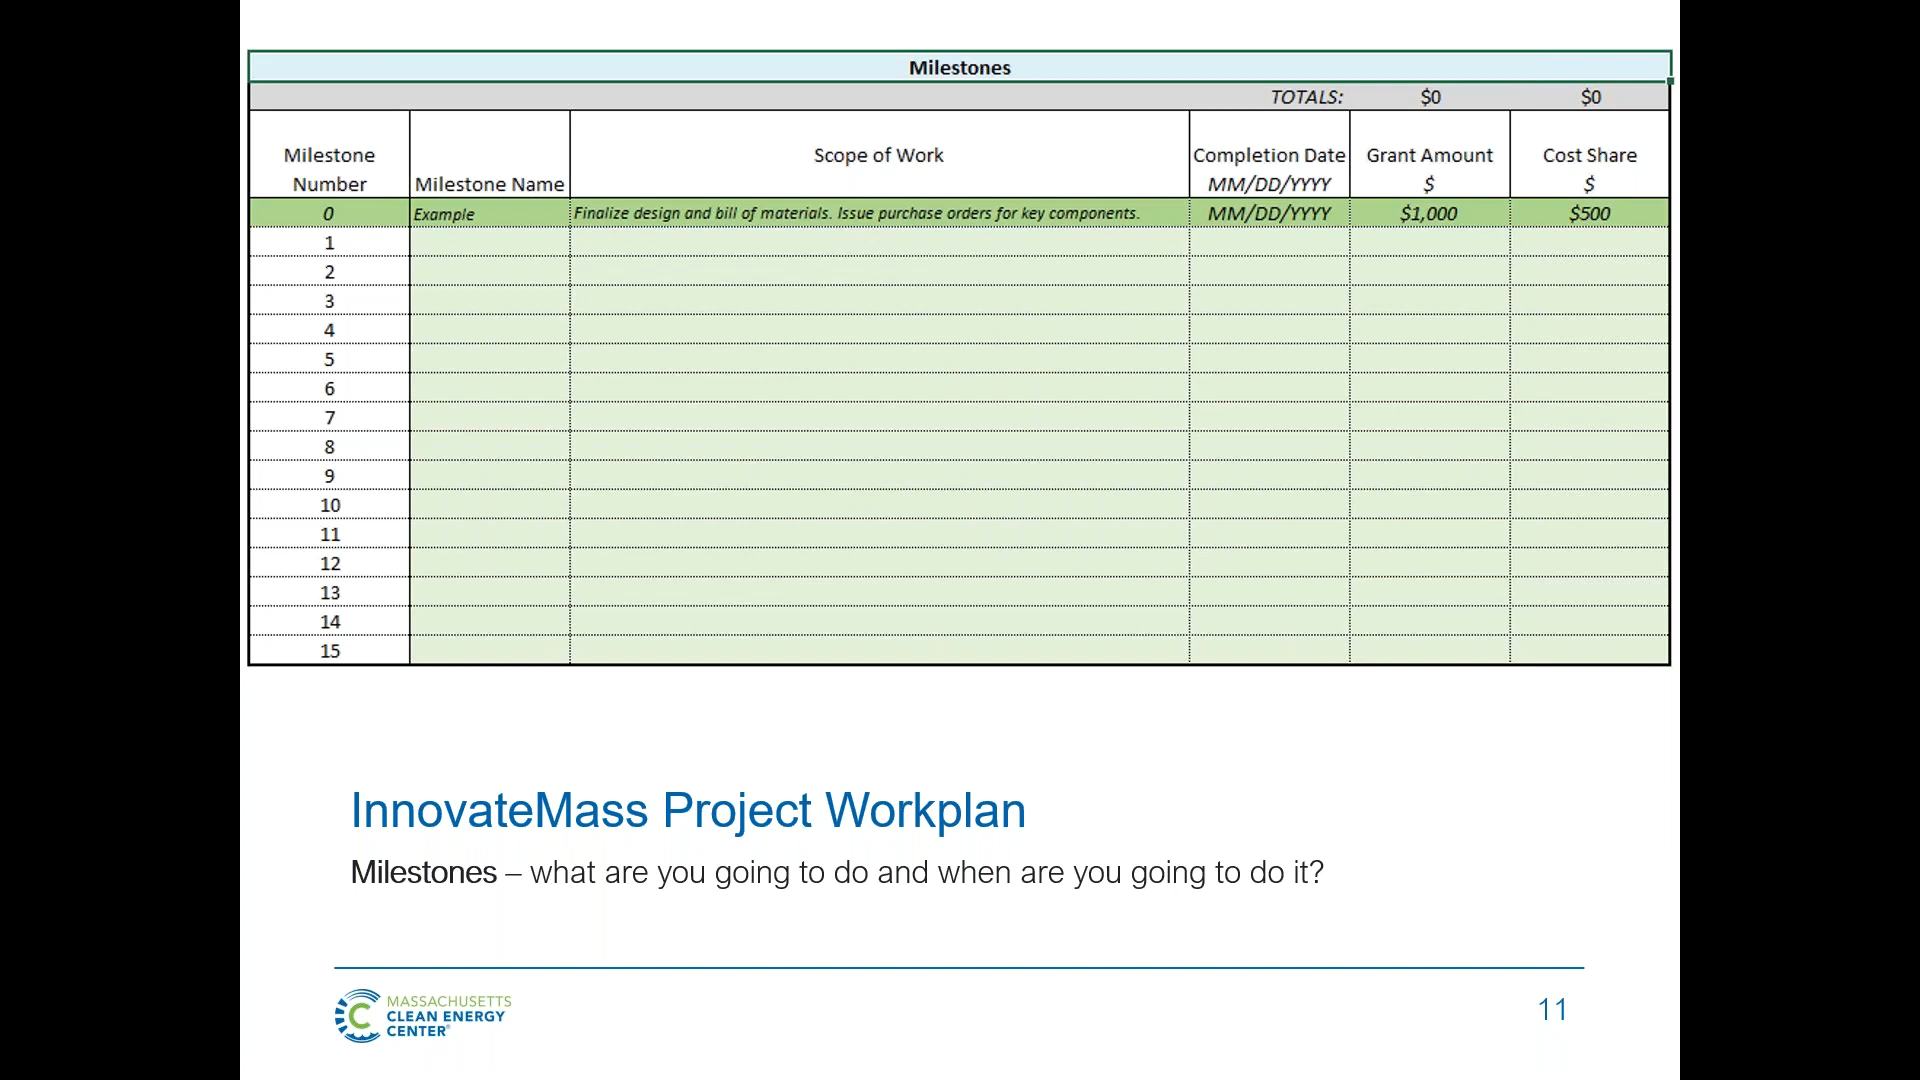 Milestones
TOTALS: $0 $0
Milestone Number Milestone Name Scope of Work Completion Date MM/DD/YYYY Grant Amount $ Cost Share $
0 Example Finalize design and bill of materials. Issue purchase orders for key components. MM/DD/YYYY $1,000 $500
1
2
3
4
5
6
7
8
9
10
11
12
13
14
15
InnovateMass Project Workplan
Milestones – what are you going to do and when are you going to do it?
MASSACHUSETTS
CLEAN ENERGY
CENTER®
11